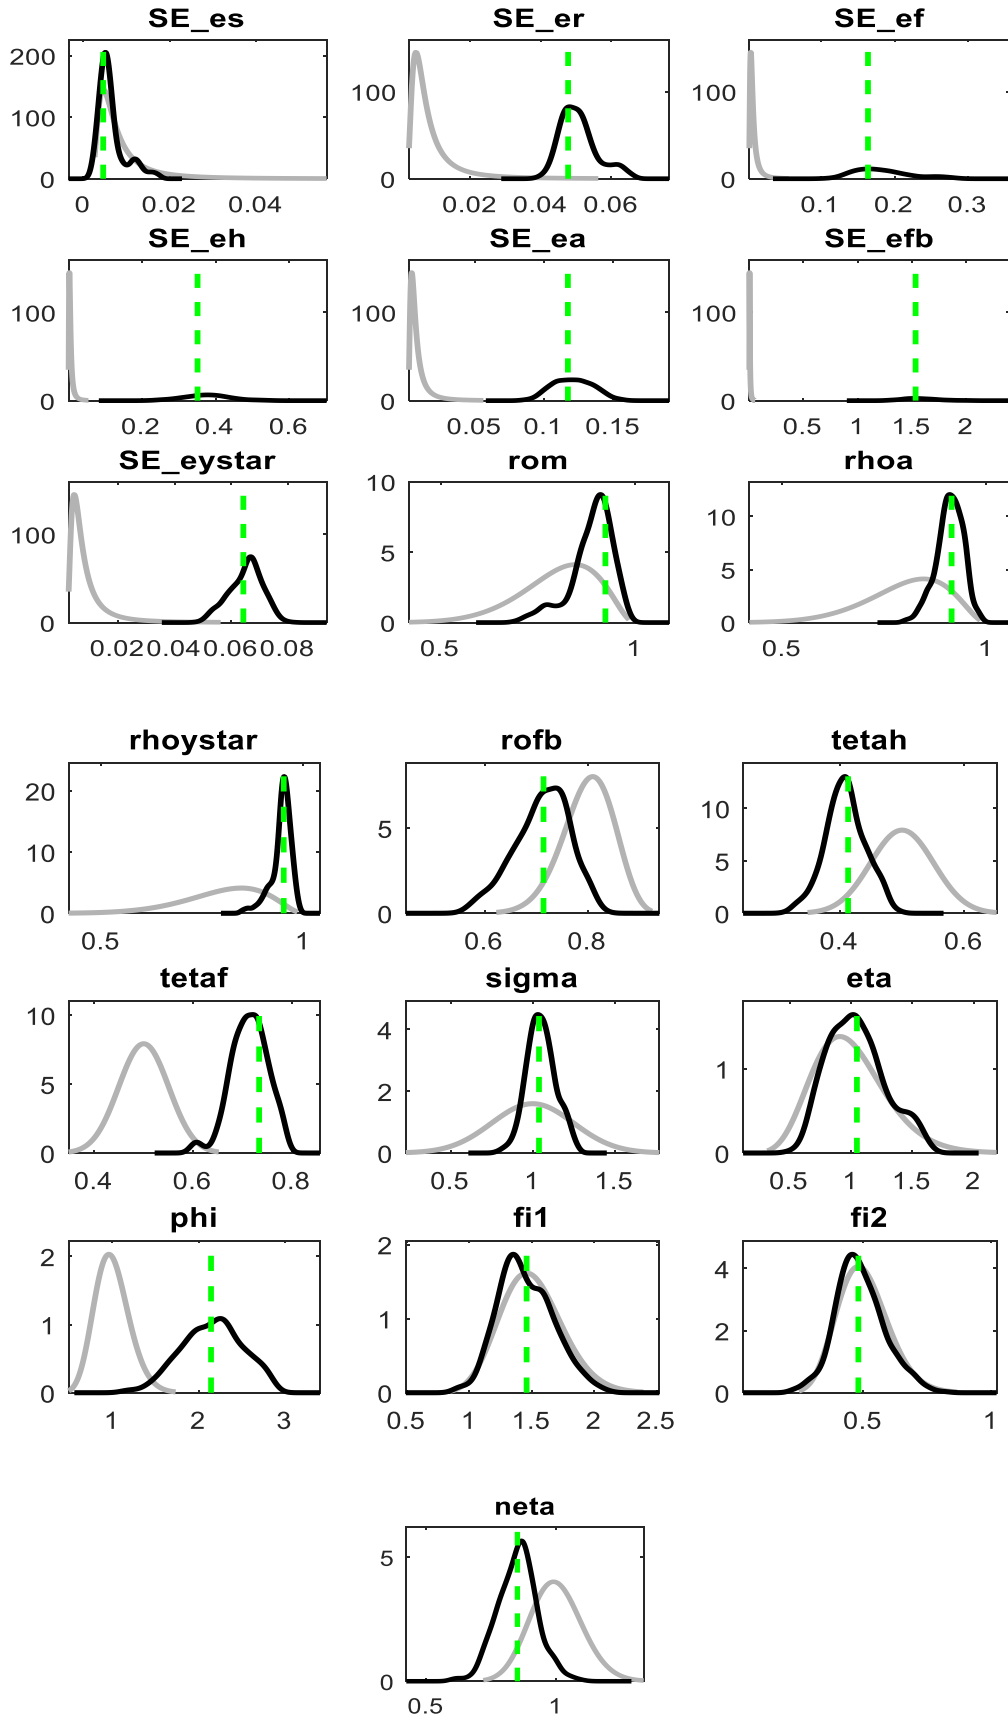 SE_es SE_er SE_ef
200 100 0 0 0.02 0.04
100 0 0.02 0.04 0.06
100 0 0.1 0.2 0.3
SE_eh SE_ea SE_efb
100 0 0.2 0.4 0.6
100 0 0.05 0.1 0.15
100 0 0.5 1 1.5 2
SE_eystar rom rhoa
100 0 0.02 0.04 0.06 0.08
10 5 0 0.5 1
10 5 0 0.5 1
rhoystar rofb tetah
20 10 0 0.5 1
5 0 0.6 0.8
10 5 0 0.4 0.6
tetaf sigma eta
10 5 0 0.4 0.6 0.8
4 2 0 0.5 1 1.5
1 0 0.5 1 1.5 2
phi fi1 fi2
2 1 0 1 2 3
2 1 0 0.5 1 1.5 2 2.5
4 2 0 0.5 1
neta
5 0 0.5 1